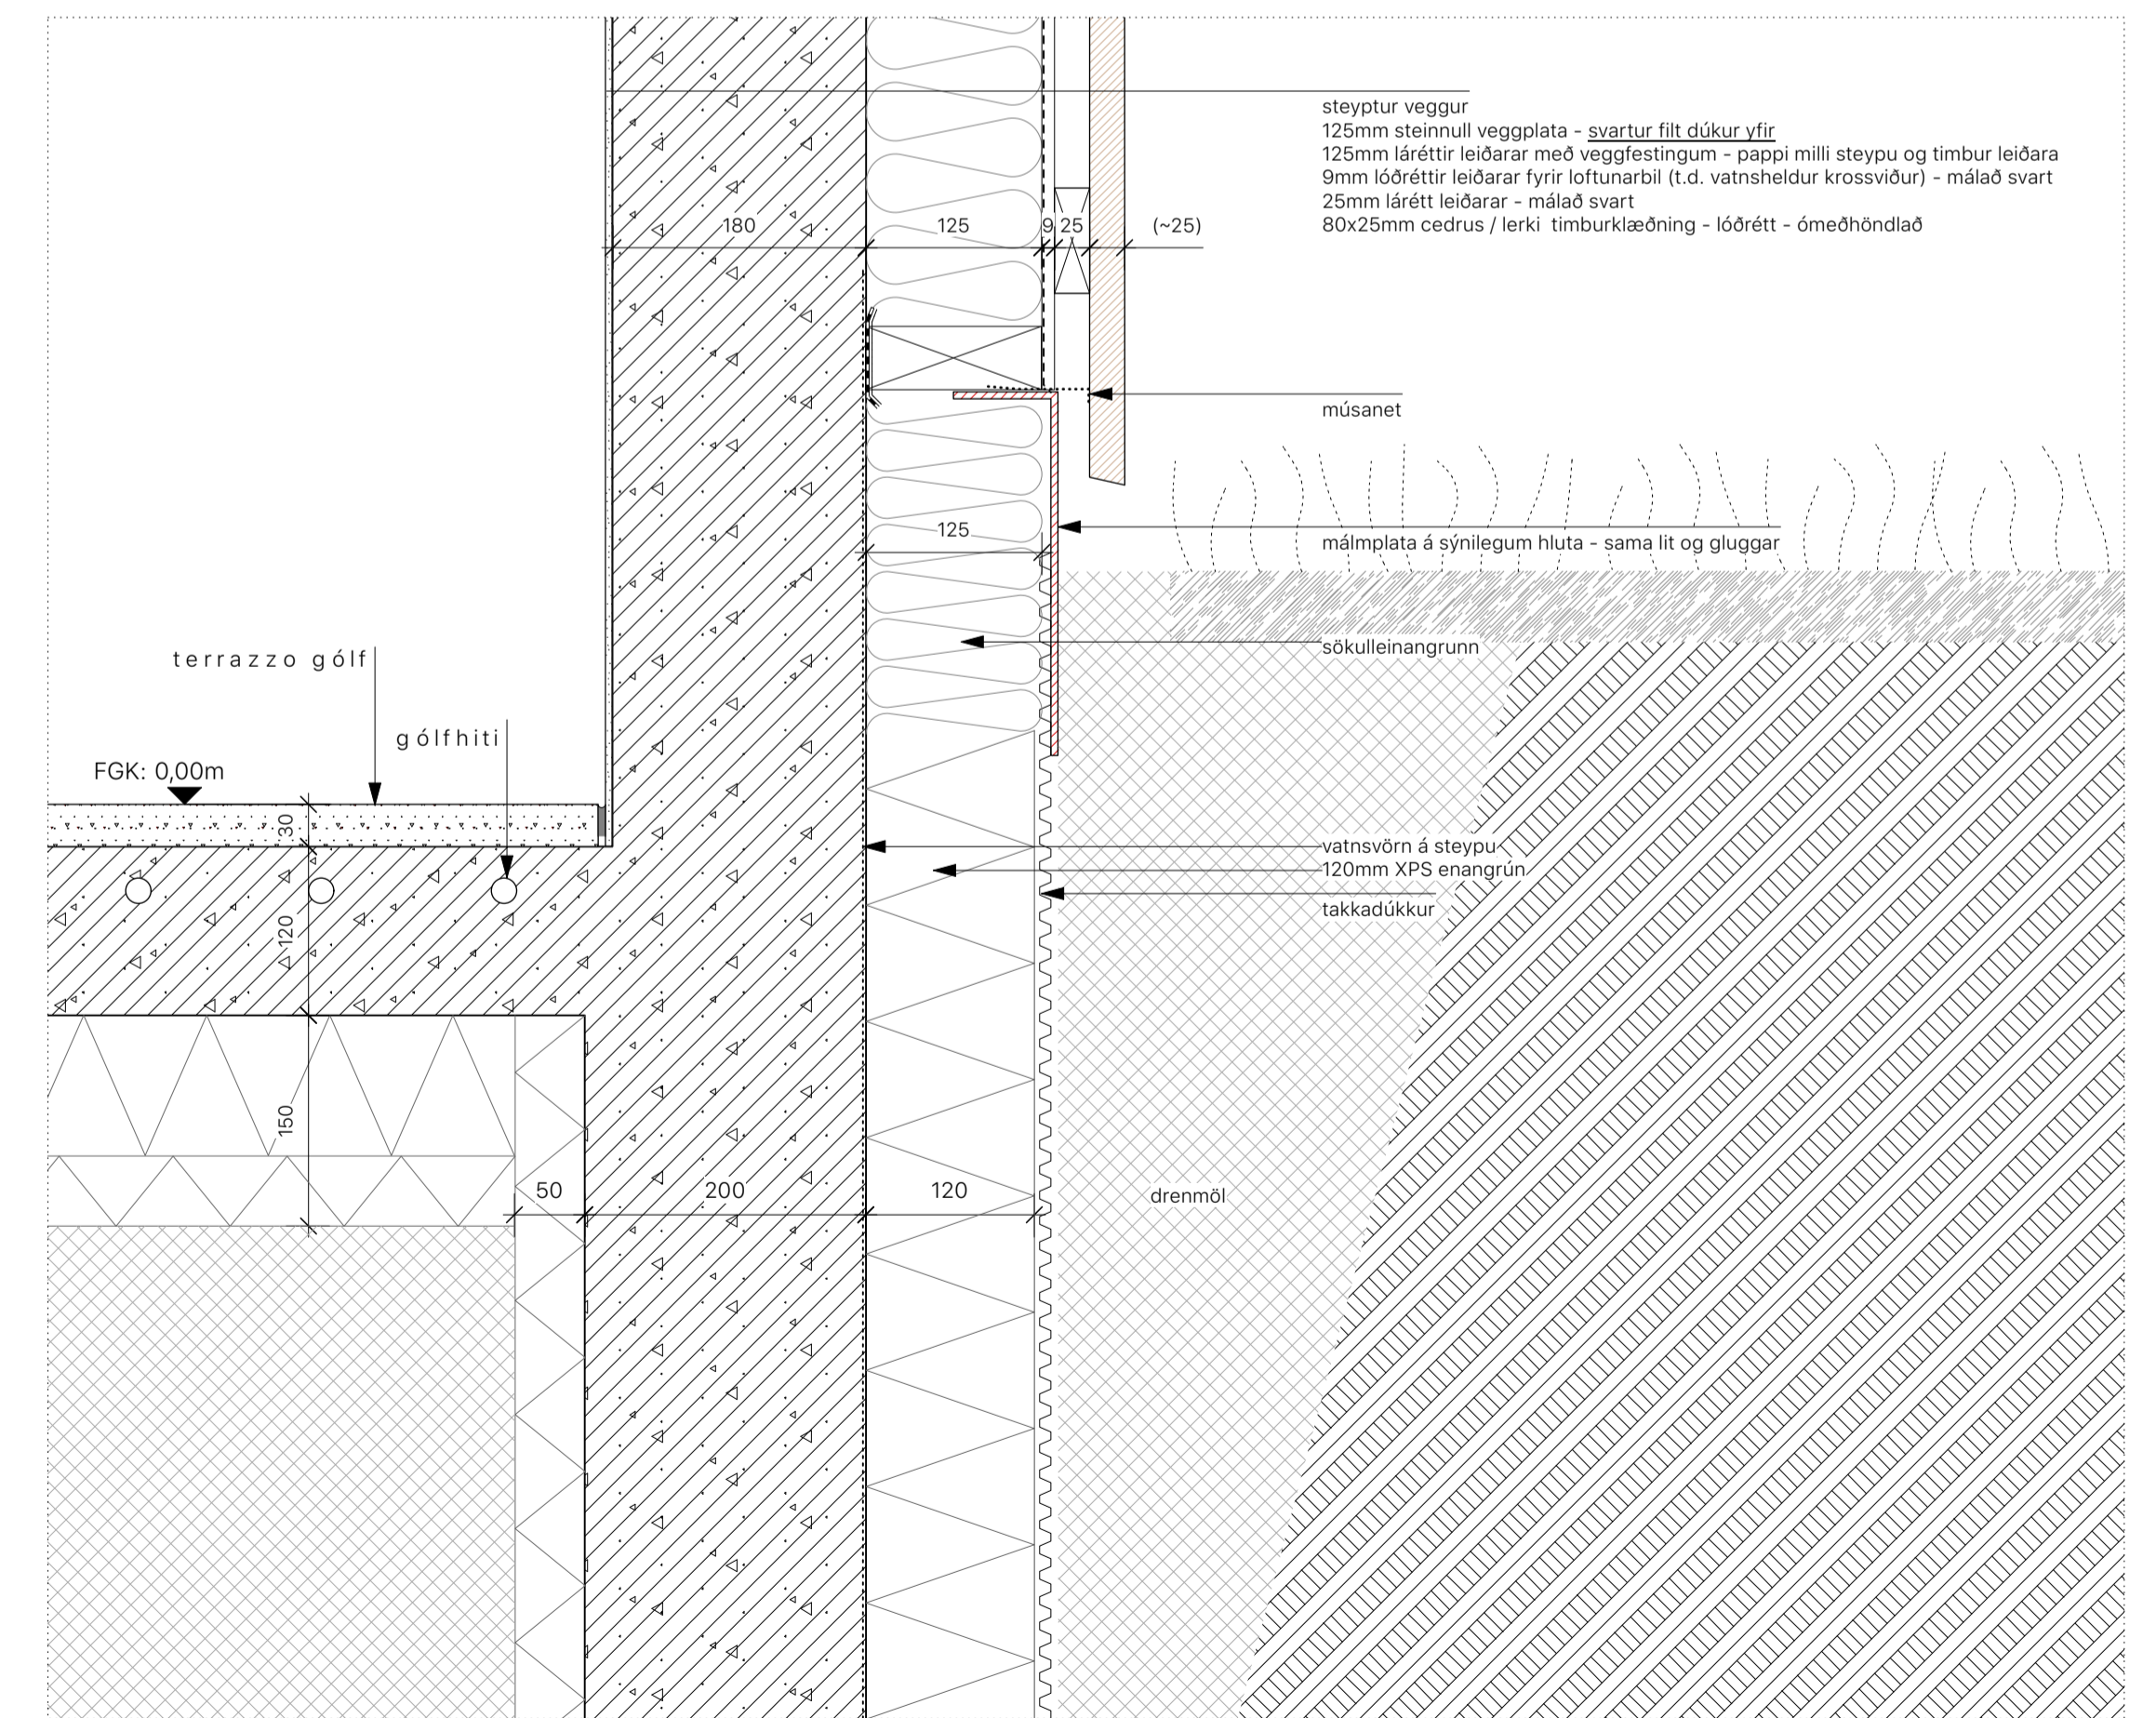 steyptur veggur
125mm steinnull veggplata - svartur filt dúkur yfir
125mm láréttir leiðarar með veggfestingum - pappi milli steypu og timbur leiðara
9mm lóðréttir leiðarar fyrir loftunarbil (t.d. vatnsheldur krossviður) - málað svart
25mm lárétt leiðarar - málað svart
80x25mm cedrus / lerki timburklæðning - lóðrétt - ómeðhöndlað
180 125 9 25 (~25)
músanet
125
málmplata á sýnilegum hluta - sama lit og gluggar
sökulleinangrunn
terrazzo gólf
gólfhiti
FGK: 0,00m
30
vatnsvörn á steypu
120mm XPS enangrún
takkadúkkur
120
150
50 200 120
drenmöl